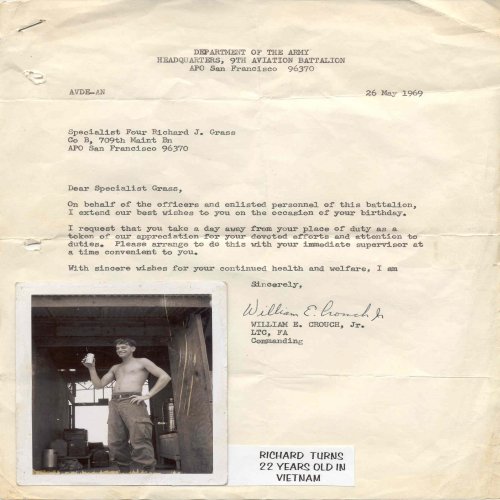 DEPARTMENT OF THE ARMY
HEADQUARTERS, 9TH AVIATION BATTALION
APO San Francisco 96370
AVDE-AN 26 May 1969
Specialist Four Richard J. Grass
Co B, 709th Maint Bn
APO San Francisco 96370
Dear Specialist Grass,
On behalf of the officers and enlisted personnel of this battalion,
I extend our best wishes to you on the occasion of your birthday.
I request that you take a day away from your place of duty as a
token of our appreciation for your devoted efforts and attention to
duties. Please arrange to do this with your immediate supervisor at
a time convenient to you.
With sincere wishes for your continued health and welfare, I am
Sincerely,
William E. Crouch Jr
WILLIAM E. CROUCH, Jr.
LTC, FA
Commanding
RICHARD TURNS
22 YEARS OLD IN
VIETNAM